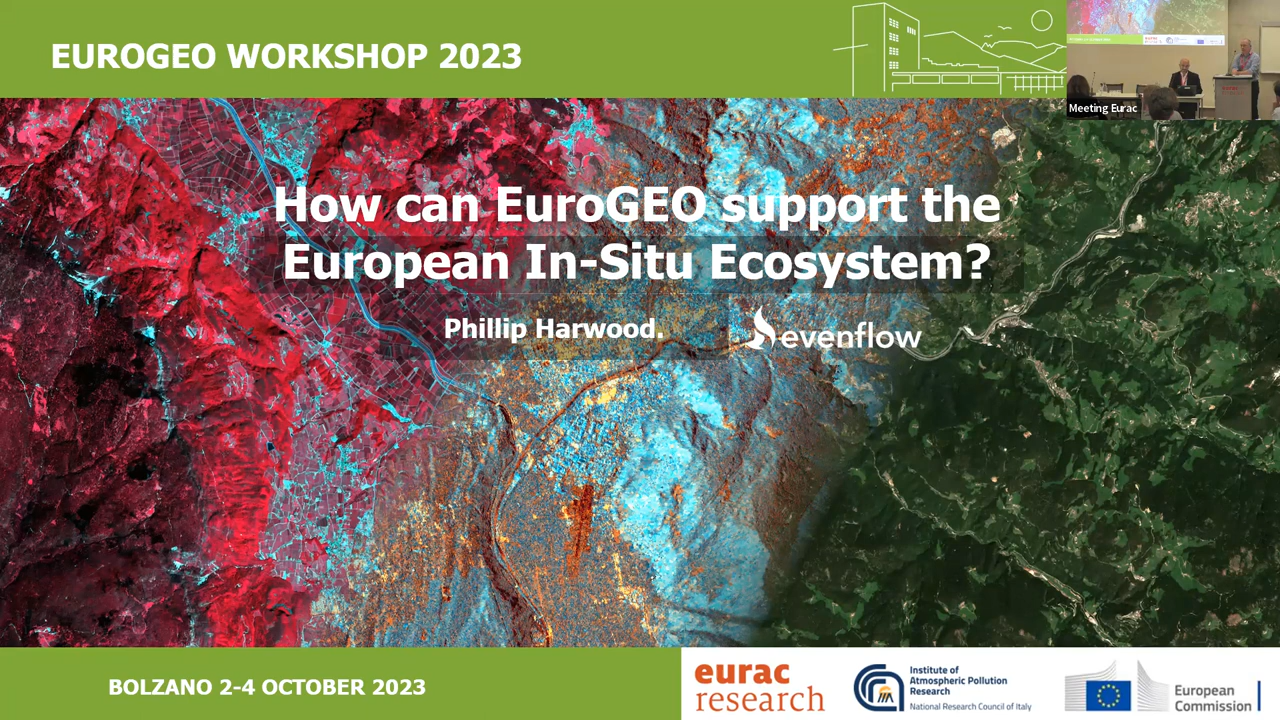 EUROGEO WORKSHOP 2023
Meeting Eurac
How can EuroGEO support the
European In-Situ Ecosystem?
Phillip Harwood.
evenflow
BOLZANO 2-4 OCTOBER 2023
eurac
research
Institute of
Atmospheric Pollution
Research
National Research Council of Italy
European
Commission